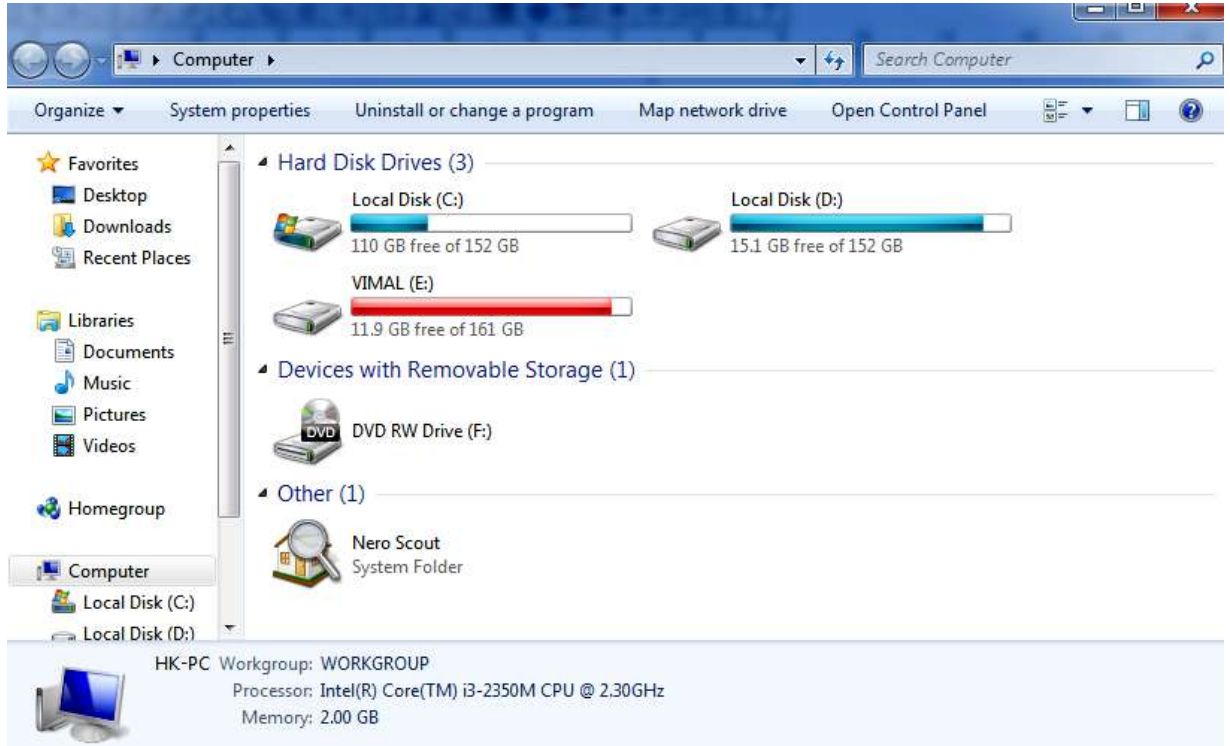 Computer
Search Computer
Organize System properties Uninstall or change a program Map network drive Open Control Panel
Favorites
Desktop
Downloads
Recent Places
Libraries
Documents
Music
Pictures
Videos
Homegroup
Computer
Local Disk (C:)
Local Disk (D:)
Hard Disk Drives (3)
Local Disk (C:)
110 GB free of 152 GB
Local Disk (D:)
15.1 GB free of 152 GB
VIMAL (E:)
11.9 GB free of 161 GB
Devices with Removable Storage (1)
DVD
DVD RW Drive (F:)
Other (1)
Nero Scout
System Folder
HK-PC Workgroup: WORKGROUP
Processor: Intel(R) Core(TM) i3-2350M CPU @ 2.30GHz
Memory: 2.00 GB